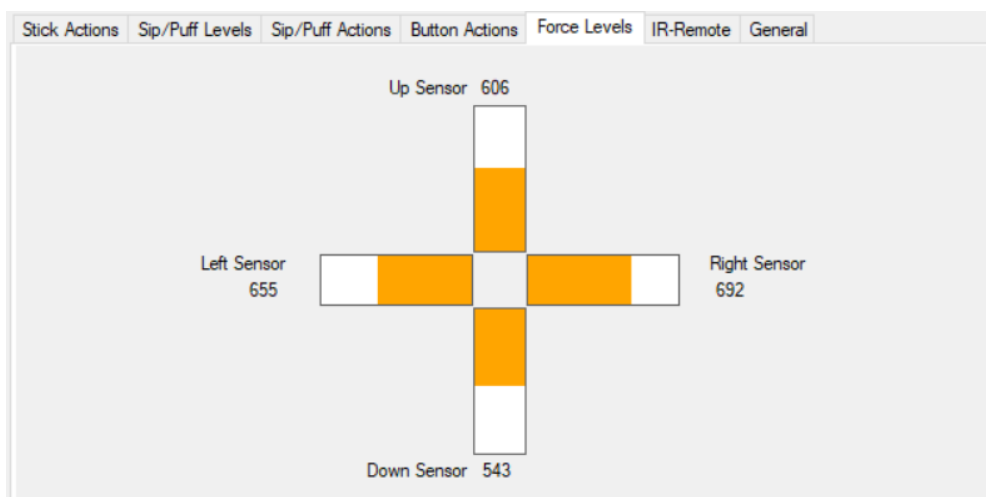 Stick Actions Sip/Puff Levels Sip/Puff Actions Button Actions Force Levels IR-Remote General
Up Sensor 606
Left Sensor
655
Right Sensor
692
Down Sensor 543